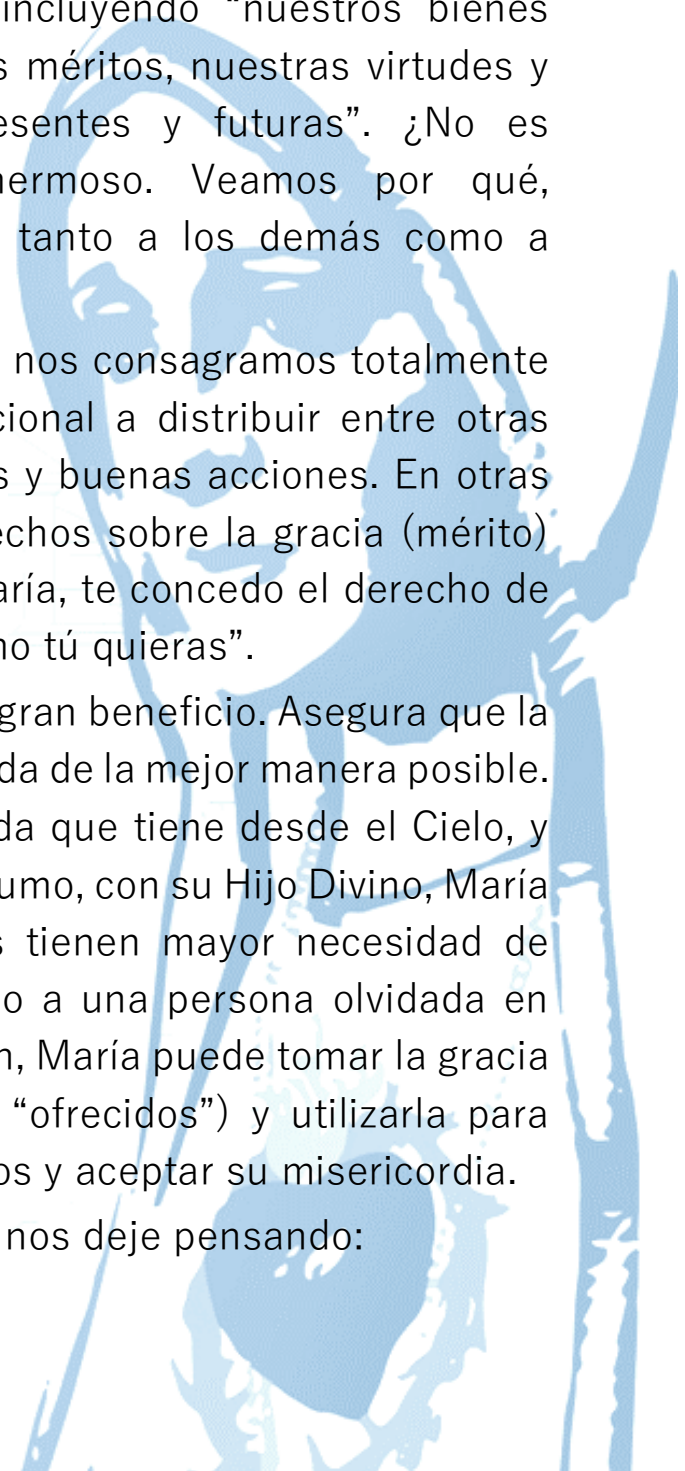 incluyendo “nuestros bienes
s méritos, nuestras virtudes y
esentes y futuras”. ¿No es
hermoso. Veamos por qué,
tanto a los demás como a
nos consagramos totalmente
cional a distribuir entre otras
s y buenas acciones. En otras
echos sobre la gracia (mérito)
aría, te concedo el derecho de
mo tú quieras”.
gran beneficio. Asegura que la
da de la mejor manera posible.
da que tiene desde el Cielo, y
umo, con su Hijo Divino, María
s tienen mayor necesidad de
o a una persona olvidada en
n, María puede tomar la gracia
“ofrecidos”) y utilizarla para
os y aceptar su misericordia.
nos deje pensando: